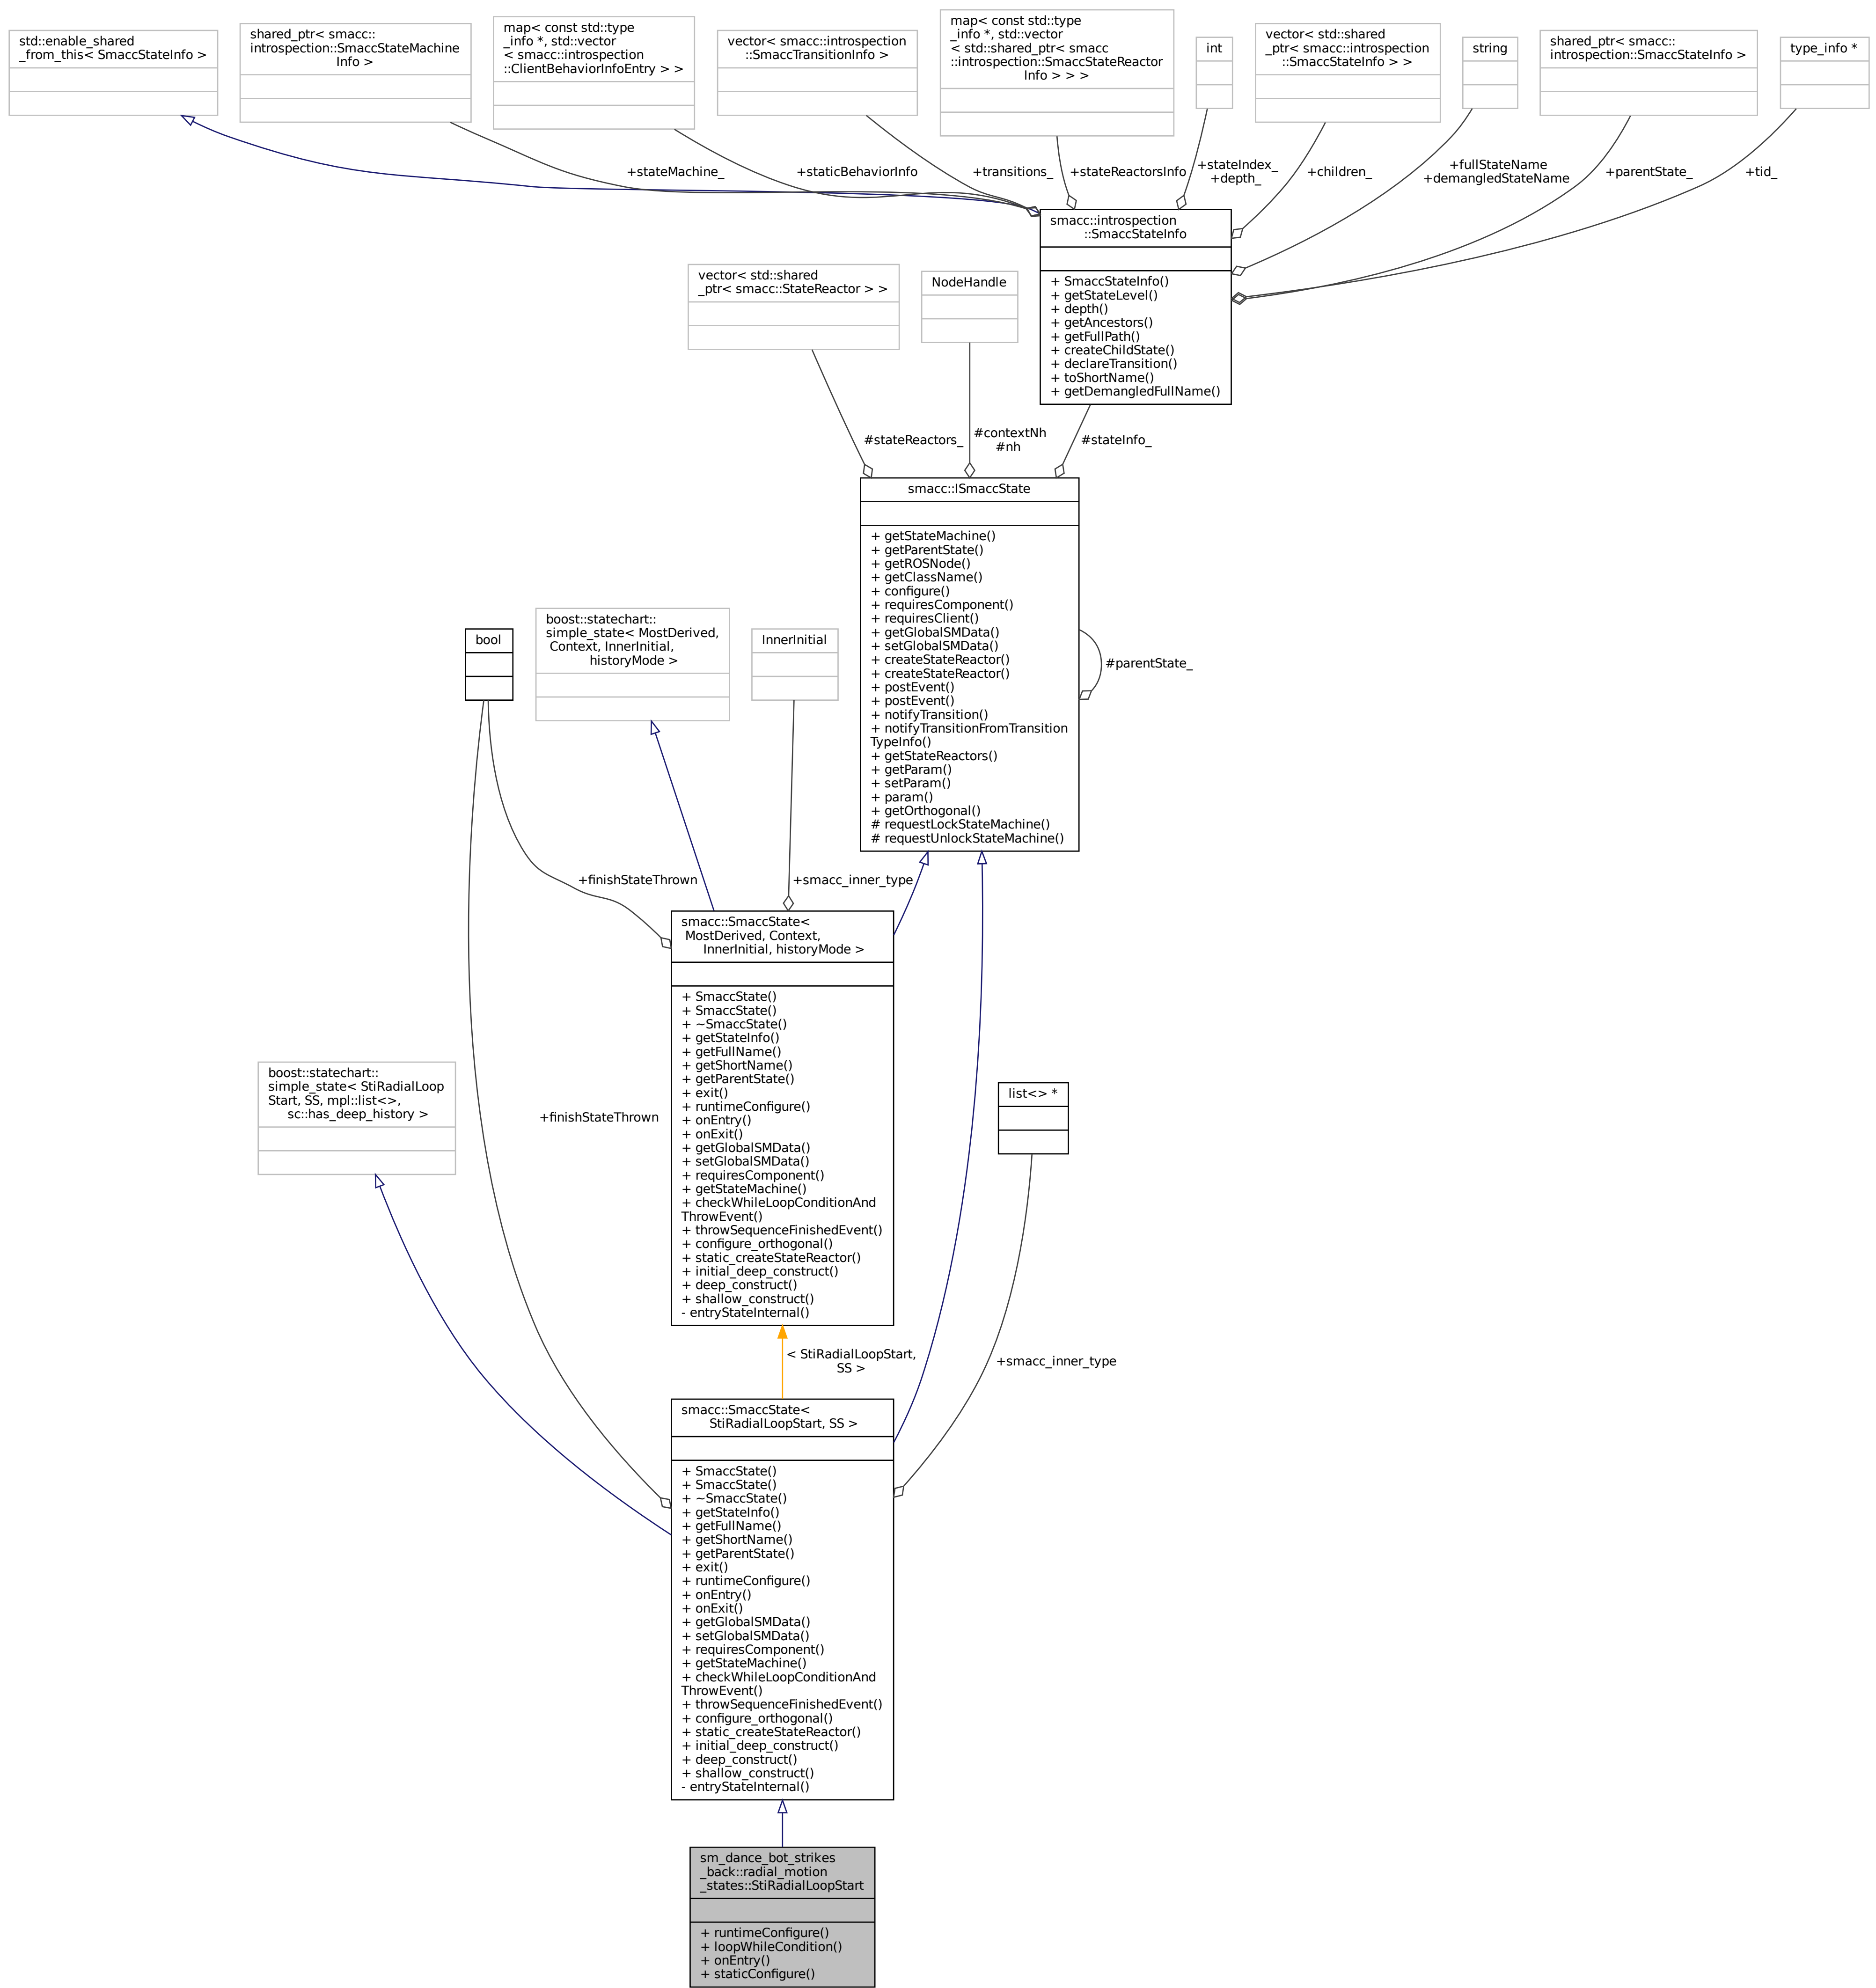 std::enable_shared
_from_this< SmaccStateInfo >
shared_ptr< smacc::
introspection::SmaccStateMachine
Info >
map< const std::type
_info *, std::vector
< smacc::introspection
::ClientBehaviorInfoEntry > >
vector< smacc::introspection
::SmaccTransitionInfo >
map< const std::type
_info *, std::vector
< std::shared_ptr< smacc
::introspection::SmaccStateReactor
Info > > >
int
vector< std::shared
_ptr< smacc::introspection
::SmaccStateInfo > >
string
shared_ptr< smacc::
introspection::SmaccStateInfo >
type_info *
+stateMachine_
+staticBehaviorInfo
+transitions_
+stateReactorsInfo
+stateIndex_
+depth_
+children_
+fullStateName
+demangledStateName
+parentState_
+tid_
smacc::introspection
::SmaccStateInfo
+ SmaccStateInfo()
+ getStateLevel()
+ depth()
+ getAncestors()
+ getFullPath()
+ createChildState()
+ declareTransition()
+ toShortName()
+ getDemangledFullName()
vector< std::shared
_ptr< smacc::StateReactor > >
NodeHandle
#stateReactors_
#contextNh
#nh
#stateInfo_
smacc::ISmaccState
+ getStateMachine()
+ getParentState()
+ getROSNode()
+ getClassName()
+ configure()
+ requiresComponent()
+ requiresClient()
+ getGlobalSMData()
+ setGlobalSMData()
+ createStateReactor()
+ createStateReactor()
+ postEvent()
+ postEvent()
+ notifyTransition()
+ notifyTransitionFromTransition
TypeInfo()
+ getStateReactors()
+ getParam()
+ setParam()
+ param()
+ getOrthogonal()
# requestLockStateMachine()
# requestUnlockStateMachine()
#parentState_
bool
boost::statechart::
simple_state< MostDerived,
Context, InnerInitial,
historyMode >
InnerInitial
+finishStateThrown
+smacc_inner_type
smacc::SmaccState<
MostDerived, Context,
InnerInitial, historyMode >
+ SmaccState()
+ SmaccState()
+ ~SmaccState()
+ getStateInfo()
+ getFullName()
+ getShortName()
+ getParentState()
+ exit()
+ runtimeConfigure()
+ onEntry()
+ onExit()
+ getGlobalSMData()
+ setGlobalSMData()
+ requiresComponent()
+ getStateMachine()
+ checkWhileLoopConditionAnd
ThrowEvent()
+ throwSequenceFinishedEvent()
+ configure_orthogonal()
+ static_createStateReactor()
+ initial_deep_construct()
+ deep_construct()
+ shallow_construct()
- entryStateInternal()
boost::statechart::
simple_state< StiRadialLoop
Start, SS, mpl::list<>,
sc::has_deep_history >
+finishStateThrown
list<> *
< StiRadialLoopStart,
SS >
+smacc_inner_type
smacc::SmaccState<
StiRadialLoopStart, SS >
+ SmaccState()
+ SmaccState()
+ ~SmaccState()
+ getStateInfo()
+ getFullName()
+ getShortName()
+ getParentState()
+ exit()
+ runtimeConfigure()
+ onEntry()
+ onExit()
+ getGlobalSMData()
+ setGlobalSMData()
+ requiresComponent()
+ getStateMachine()
+ checkWhileLoopConditionAnd
ThrowEvent()
+ throwSequenceFinishedEvent()
+ configure_orthogonal()
+ static_createStateReactor()
+ initial_deep_construct()
+ deep_construct()
+ shallow_construct()
- entryStateInternal()
sm_dance_bot_strikes
_back::radial_motion
_states::StiRadialLoopStart
+ runtimeConfigure()
+ loopWhileCondition()
+ onEntry()
+ staticConfigure()